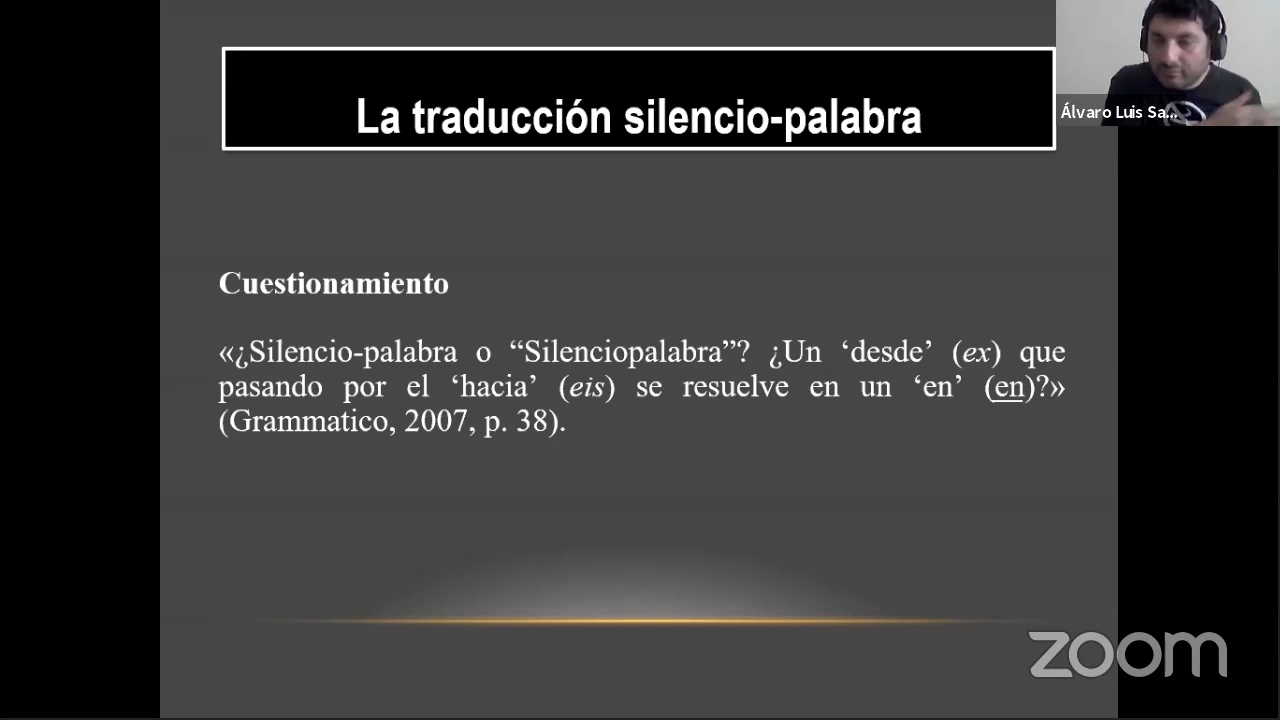 La traducción silencio-palabra
Álvaro Luis Sa...
Cuestionamiento
«¿Silencio-palabra o “Silenciopalabra”? ¿Un ‘desde’ (ex) que
pasando por el ‘hacia’ (eis) se resuelve en un ‘en’ (en)?»
(Grammatico, 2007, p. 38).
zoom